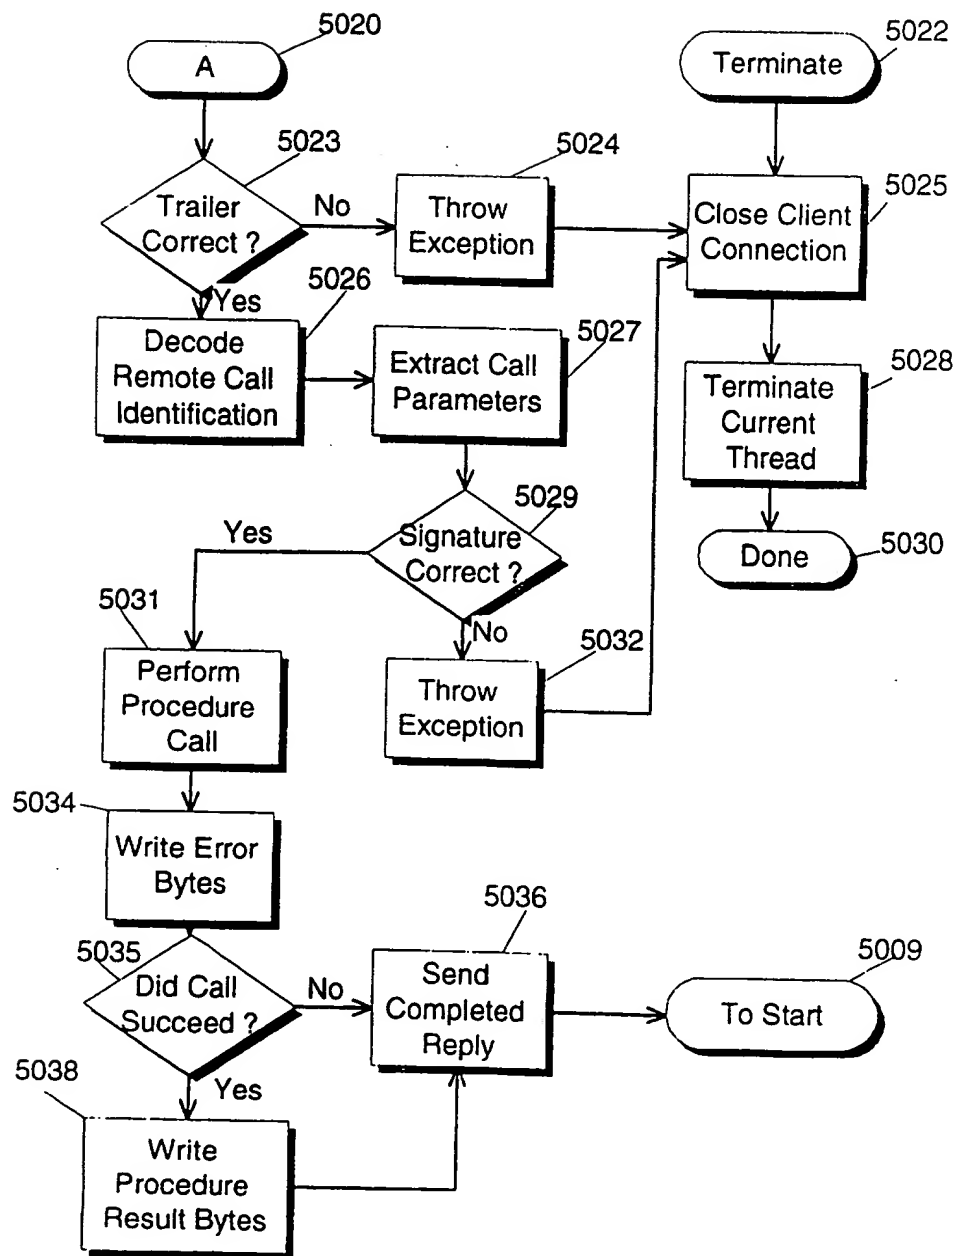 5020
A
5022
Terminate
5023
Trailer
Correct ?
No
5024
Throw
Exception
5025
Close Client
Connection
Yes
5026
Decode
Remote Call
Identification
5027
Extract Call
Parameters
5028
Terminate
Current
Thread
5029
Signature
Correct ?
Yes
No
5030
Done
5031
Perform
Procedure
Call
5032
Throw
Exception
5034
Write Error
Bytes
5035
Did Call
Succeed ?
No
Yes
5036
Send
Completed
Reply
5009
To Start
5038
Write
Procedure
Result Bytes